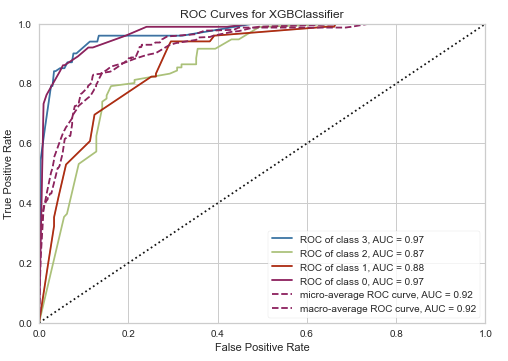 ROC Curves for XGBClassifier
True Positive Rate
1.0
0.8
0.6
0.4
0.2
0.0
ROC of class 3, AUC = 0.97
ROC of class 2, AUC = 0.87
ROC of class 1, AUC = 0.88
ROC of class 0, AUC = 0.97
micro-average ROC curve, AUC = 0.92
macro-average ROC curve, AUC = 0.92
0.0 0.2 0.4 0.6 0.8 1.0
False Positive Rate